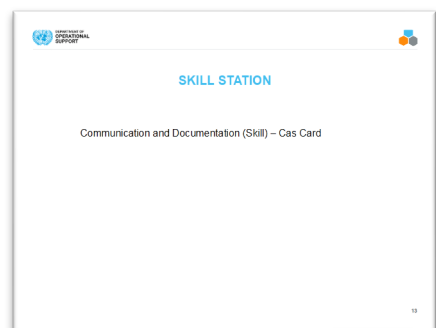 DEPARTMENT OF
OPERATIONAL
SUPPORT
SKILL STATION
Communication and Documentation (Skill) – Cas Card
13